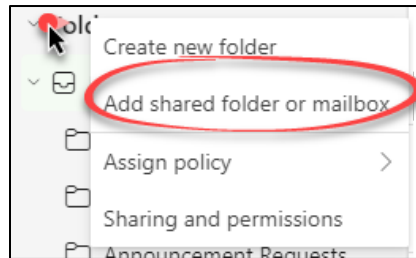 Create new folder
Add shared folder or mailbox
Assign policy
Sharing and permissions
Announcement Requests